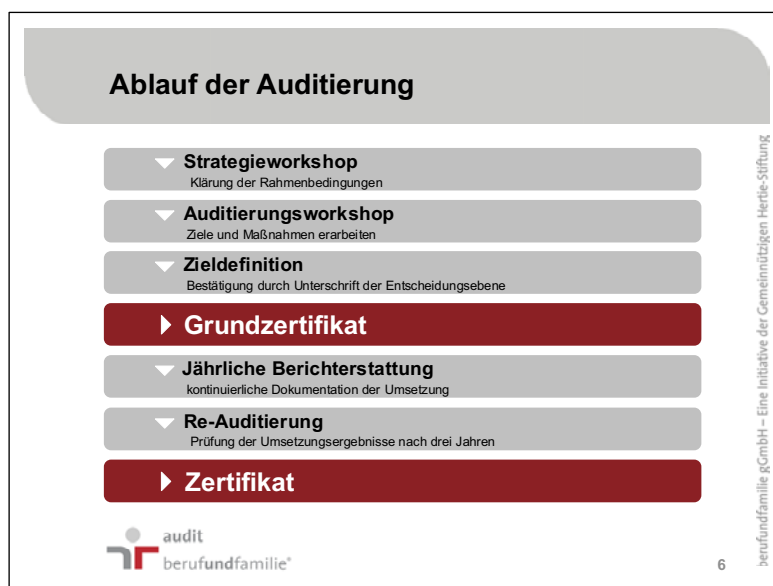 Ablauf der Auditierung
Strategieworkshop
Klärung der Rahmenbedingungen
Auditierungsworkshop
Ziele und Maßnahmen erarbeiten
Zieldefinition
Bestätigung durch Unterschrift der Entscheidungsebene
Grundzertifikat
Jährliche Berichterstattung
kontinuierliche Dokumentation der Umsetzung
Re-Auditierung
Prüfung der Umsetzungsergebnisse nach drei Jahren
Zertifikat
audit
berufundfamilie®
6
berufundfamilie gGmbH – Eine Initiative der Gemeinnützigen Hertie-Stiftung